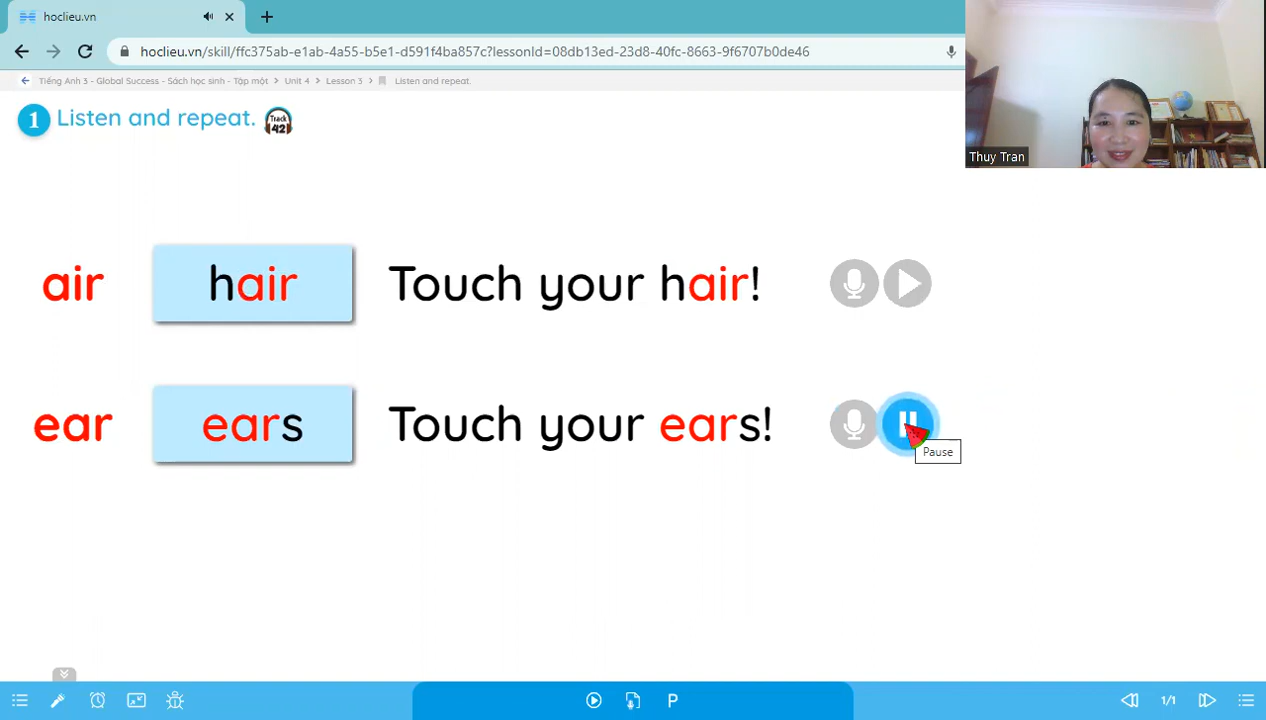 hoclieu.vn
hoclieu.vn/skill/ffc375ab-e1ab-4a55-b5e1-d591f4ba857c?lessonId=08db13ed-23d8-40fc-8663-9f6707b0de46
Tiếng Anh 3 - Global Success - Sách học sinh - Tập một Unit 4 Lesson 3 Listen and repeat.
1 Listen and repeat. Track 42
Thuy Tran
air hair Touch your hair!
ear ears Touch your ears!
Pause
P 1/1